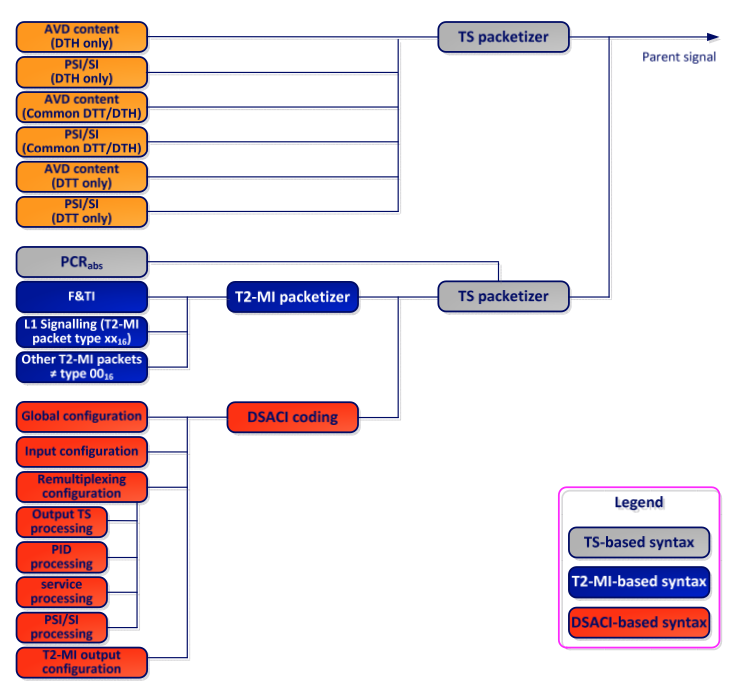 AVD content
(DTH only)
TS packetizer
Parent signal
PSI/SI
(DTH only)
AVD content
(Common DTT/DTH)
PSI/SI
(Common DTT/DTH)
AVD content
(DTT only)
PSI/SI
(DTT only)
PCRabs
F&TI
T2-MI packetizer
TS packetizer
L1 Signalling (T2-MI
packet type xx16)
Other T2-MI packets
≠ type 0016
Global configuration
DSACI coding
Input configuration
Remultiplexing
configuration
Output TS
processing
PID
processing
service
processing
PSI/SI
processing
T2-MI output
configuration
Legend
TS-based syntax
T2-MI-based syntax
DSACI-based syntax